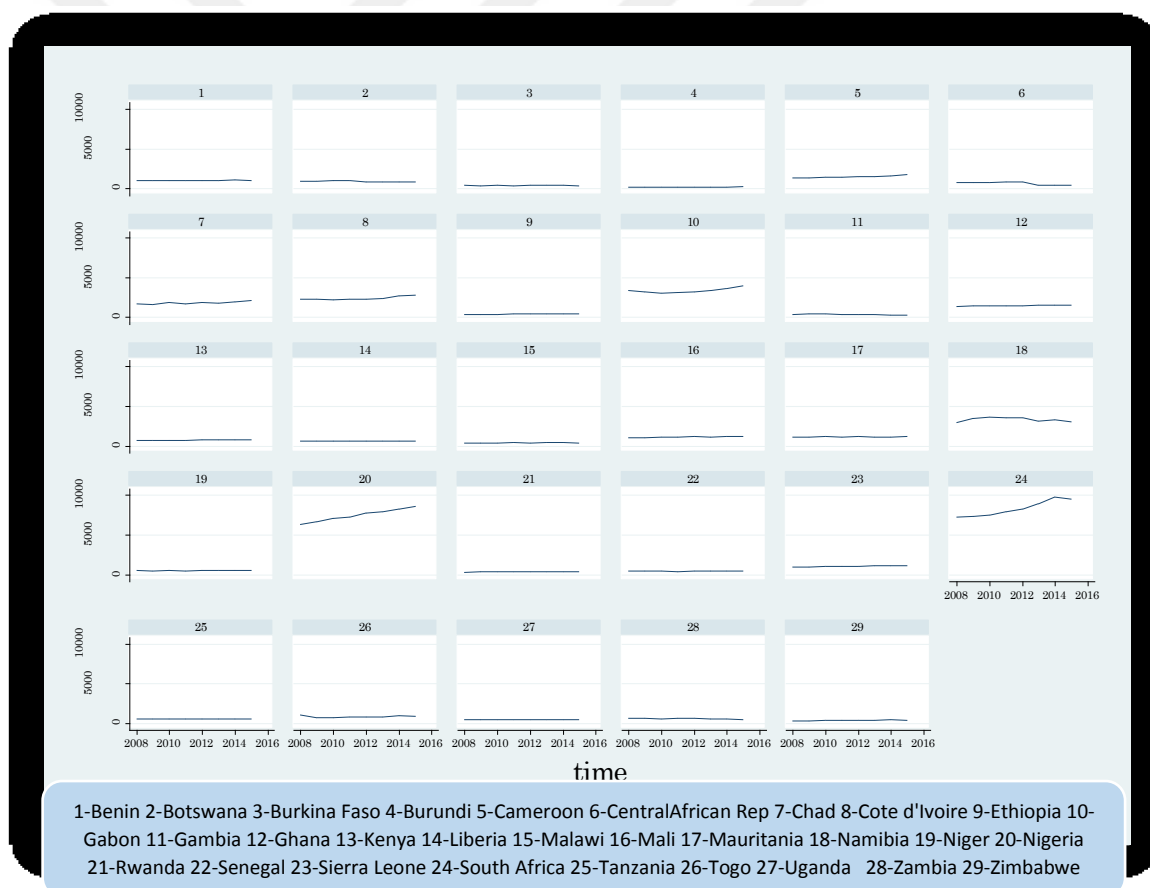 1 2 3 4 5 6
10000
5000
0
7 8 9 10 11 12
10000
5000
0
13 14 15 16 17 18
10000
5000
0
19 20 21 22 23 24
10000
5000
0
2008 2010 2012 2014 2016
25 26 27 28 29
10000
5000
0
2008 2010 2012 2014 2016 2008 2010 2012 2014 2016 2008 2010 2012 2014 2016 2008 2010 2012 2014 2016 2008 2010 2012 2014 2016
time
1-Benin 2-Botswana 3-Burkina Faso 4-Burundi 5-Cameroon 6-CentralAfrican Rep 7-Chad 8-Cote d'Ivoire 9-Ethiopia 10-
Gabon 11-Gambia 12-Ghana 13-Kenya 14-Liberia 15-Malawi 16-Mali 17-Mauritania 18-Namibia 19-Niger 20-Nigeria
21-Rwanda 22-Senegal 23-Sierra Leone 24-South Africa 25-Tanzania 26-Togo 27-Uganda 28-Zambia 29-Zimbabwe